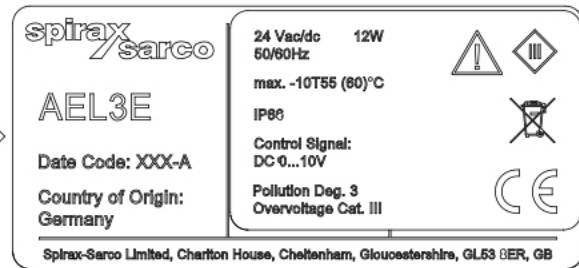 spirax
sarco
AEL3E
Date Code: XXX-A
Country of Origin:
Germany
24 Vac/dc 12W
50/60Hz
max. -10T55 (60)°C
IP66
Control Signal:
DC 0...10V
Pollution Deg. 3
Overvoltage Cat. III
III
CE
Spirax-Sarco Limited, Charlton House, Cheltenham, Gloucestershire, GL53 8ER, GB